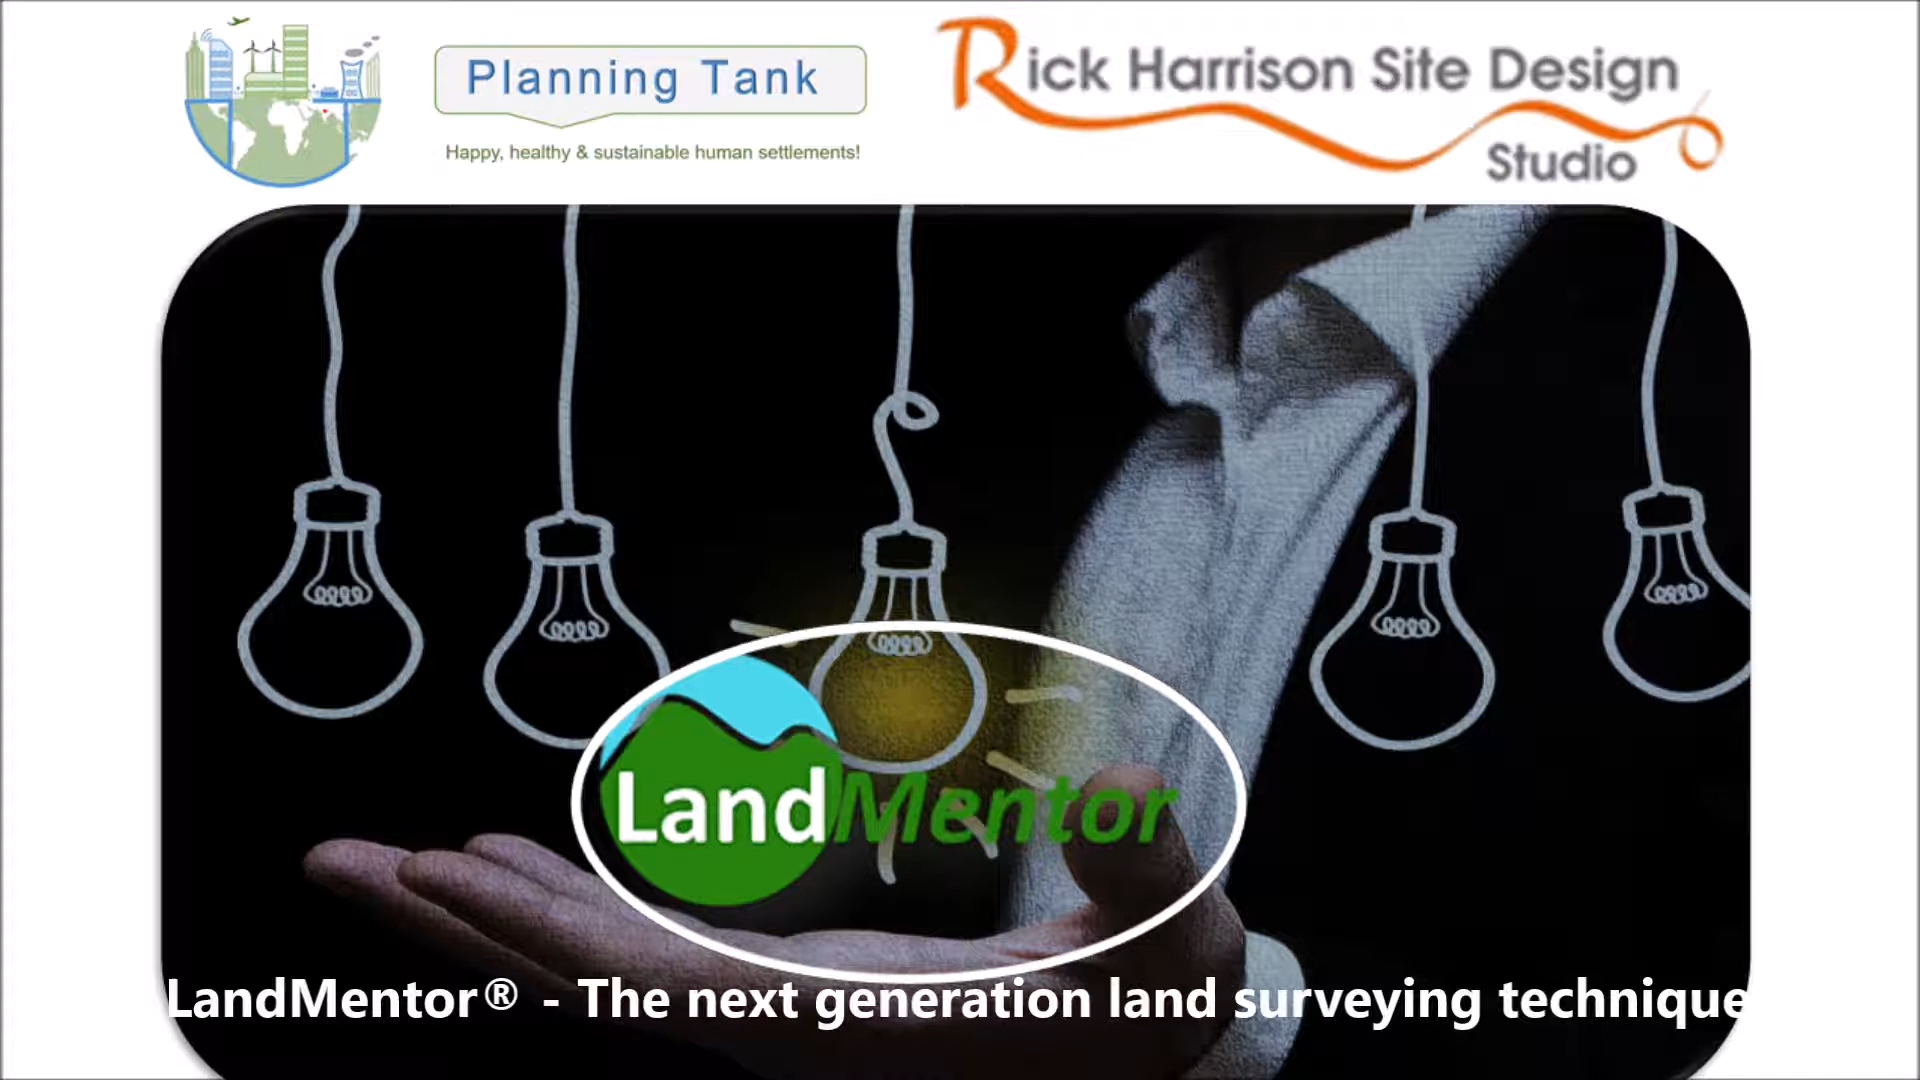 Planning Tank
Happy, healthy & sustainable human settlements!
Rick Harrison Site Design
Studio
LandMentor
LandMentor® - The next generation land surveying technique